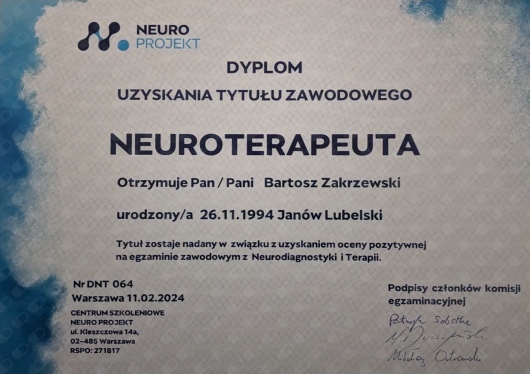 NEURO
PROJEKT
DYPLOM
UZYSKANIA TYTUŁU ZAWODOWEGO
NEUROTERAPEUTA
Otrzymuje Pan / Pani Bartosz Zakrzewski
urodzony/a 26.11.1994 Janów Lubelski
Tytuł zostaje nadany w związku z uzyskaniem oceny pozytywnej
na egzaminie zawodowym z Neurodiagnostyki i Terapii.
Nr DNT 064
Warszawa 11.02.2024
CENTRUM SZKOLENIOWE
NEURO PROJEKT
ul. Kleszczowa 14a,
02-485 Warszawa
RSPO: 271817
Podpisy członków komisji
egzaminacyjnej